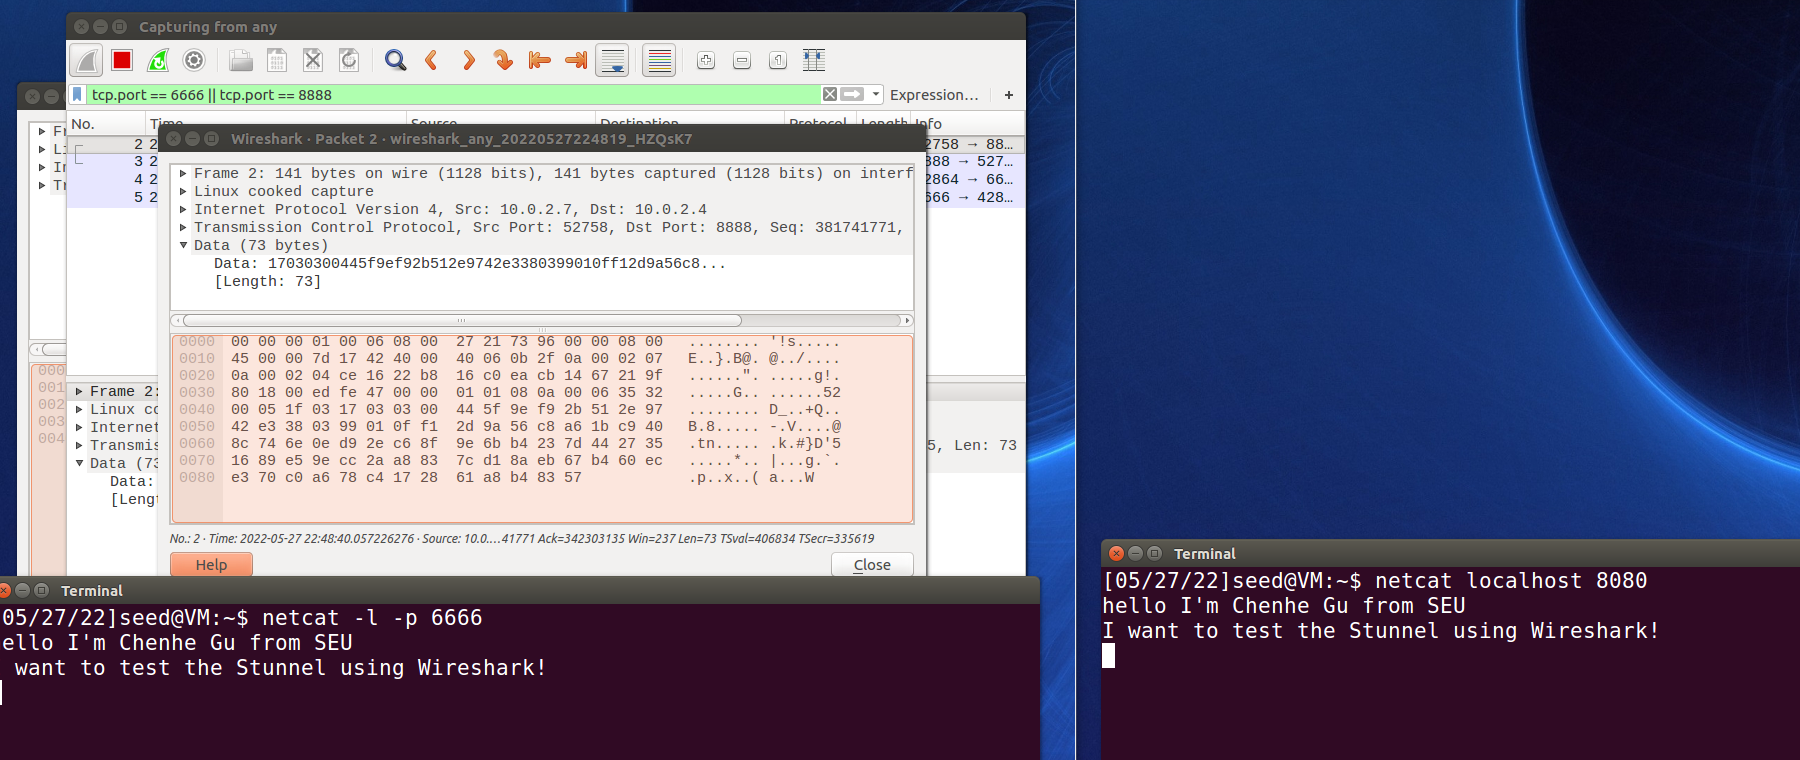 Capturing from any
tcp.port == 6666 || tcp.port == 8888
Expression…
+
No.
Time
Source
Destination
Protocol
Length
Info
2 2
2758 → 88…
3 2
888 → 527…
4 2
2864 → 66…
5 2
666 → 428…
Wireshark · Packet 2 · wireshark_any_20220527224819_HZQsK7
Frame 2: 141 bytes on wire (1128 bits), 141 bytes captured (1128 bits) on interf
Linux cooked capture
Internet Protocol Version 4, Src: 10.0.2.7, Dst: 10.0.2.4
Transmission Control Protocol, Src Port: 52758, Dst Port: 8888, Seq: 381741771,
Data (73 bytes)
Data: 17030300445f9ef92b512e9742e3380399010ff12d9a56c8...
[Length: 73]
0000 00 00 00 01 00 06 08 00 27 21 73 96 00 00 08 00 ........ '!s.....
0010 45 00 00 7d 17 42 40 00 40 06 0b 2f 0a 00 02 07 E..}.B@. @../....
0020 0a 00 02 04 ce 16 22 b8 16 c0 ea cb 14 67 21 9f ......". .....g!.
0030 80 18 00 ed fe 47 00 00 01 01 08 0a 00 06 35 32 .....G.. ......52
0040 00 05 1f 03 17 03 03 00 44 5f 9e f9 2b 51 2e 97 ........ D_..+Q..
0050 42 e3 38 03 99 01 0f f1 2d 9a 56 c8 a6 1b c9 40 B.8..... -.V....@
0060 8c 74 6e 0e d9 2e c6 8f 9e 6b b4 23 7d 44 27 35 .tn..... .k.#}D'5
0070 16 89 e5 9e cc 2a a8 83 7c d1 8a eb 67 b4 60 ec .....*.. |...g.`.
0080 e3 70 c0 a6 78 c4 17 28 61 a8 b4 83 57 .p..x..( a...W
No.: 2 · Time: 2022-05-27 22:48:40.057226276 · Source: 10.0.…41771 Ack=342303135 Win=237 Len=73 TSval=406834 TSecr=335619
Help
Close
Fr
Li
In
Tr
000
001
002
003
004
Frame 2:
Linux co
Internet
Transmis
5, Len: 73
Data (73
Data:
[Lengt
Terminal
05/27/22]seed@VM:~$ netcat -l -p 6666
ello I'm Chenhe Gu from SEU
want to test the Stunnel using Wireshark!
Terminal
[05/27/22]seed@VM:~$ netcat localhost 8080
hello I'm Chenhe Gu from SEU
I want to test the Stunnel using Wireshark!